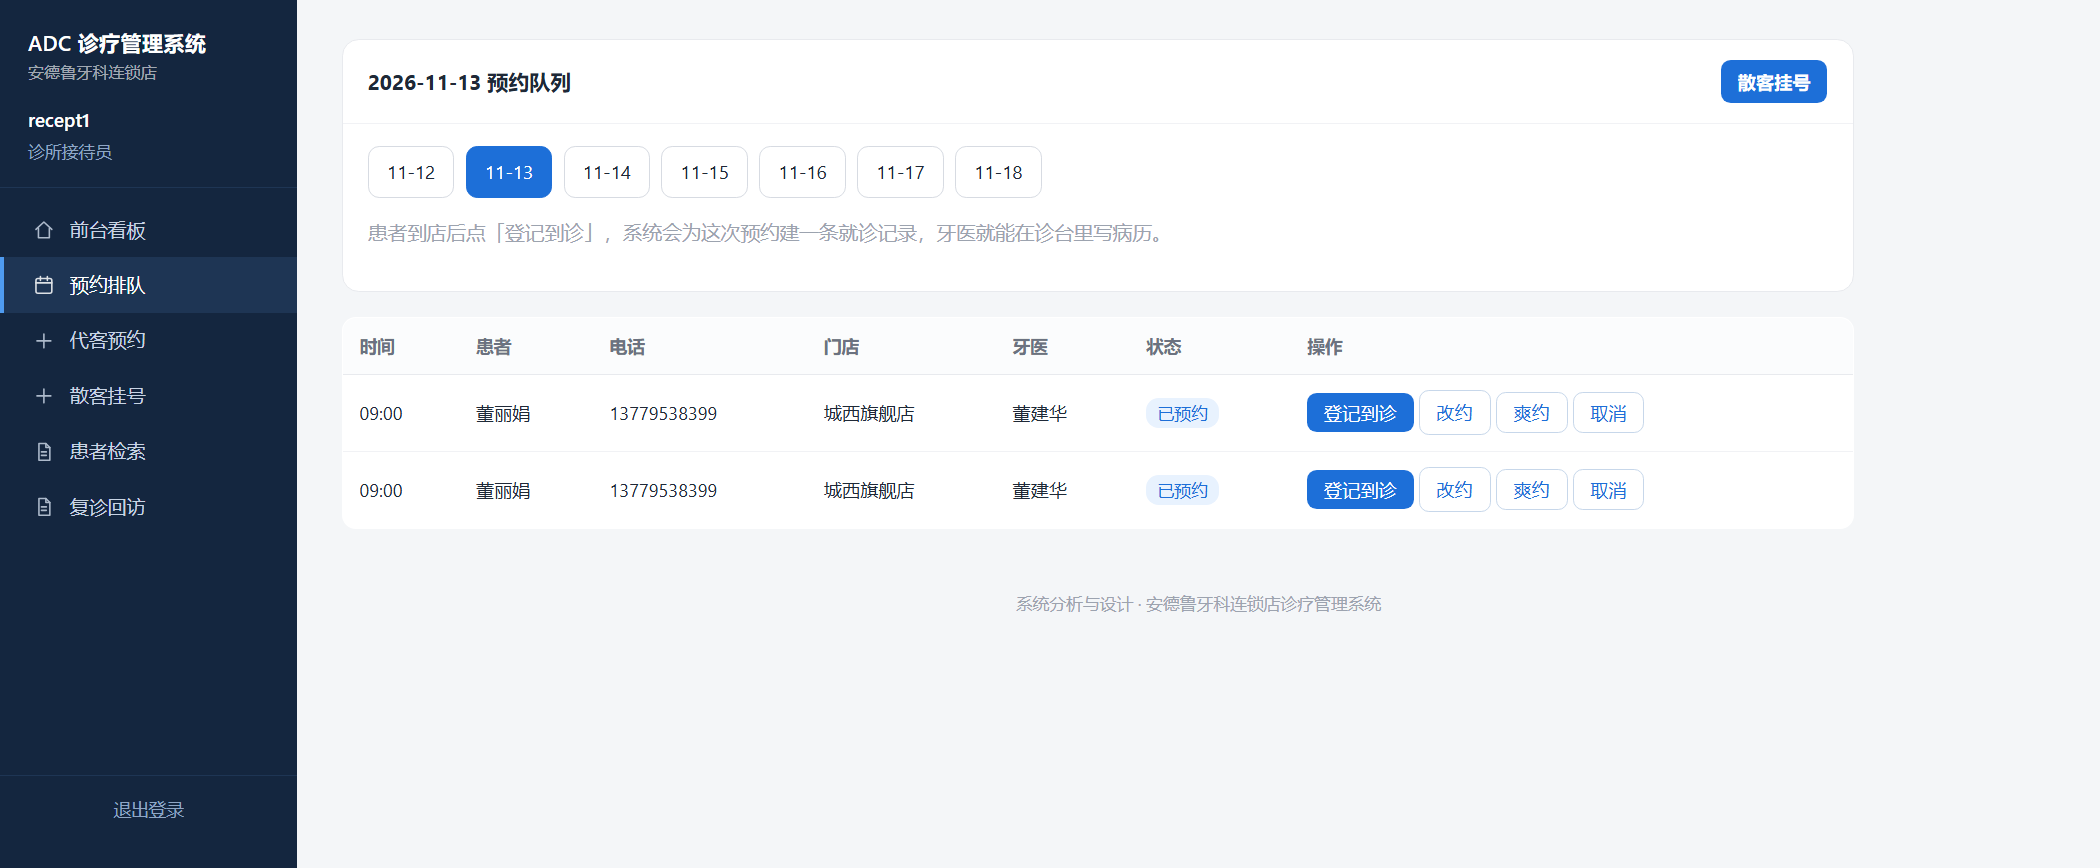 ADC 诊疗管理系统
安德鲁牙科连锁店
recept1
诊所接待员
前台看板
预约排队
代客预约
散客挂号
患者检索
复诊回访
退出登录
2026-11-13 预约队列
散客挂号
11-12 11-13 11-14 11-15 11-16 11-17 11-18
患者到店后点「登记到诊」，系统会为这次预约建一条就诊记录，牙医就能在诊台里写病历。
时间 患者 电话 门店 牙医 状态 操作
09:00 董丽娟 13779538399 城西旗舰店 董建华 已预约 登记到诊 改约 爽约 取消
09:00 董丽娟 13779538399 城西旗舰店 董建华 已预约 登记到诊 改约 爽约 取消
系统分析与设计 · 安德鲁牙科连锁店诊疗管理系统